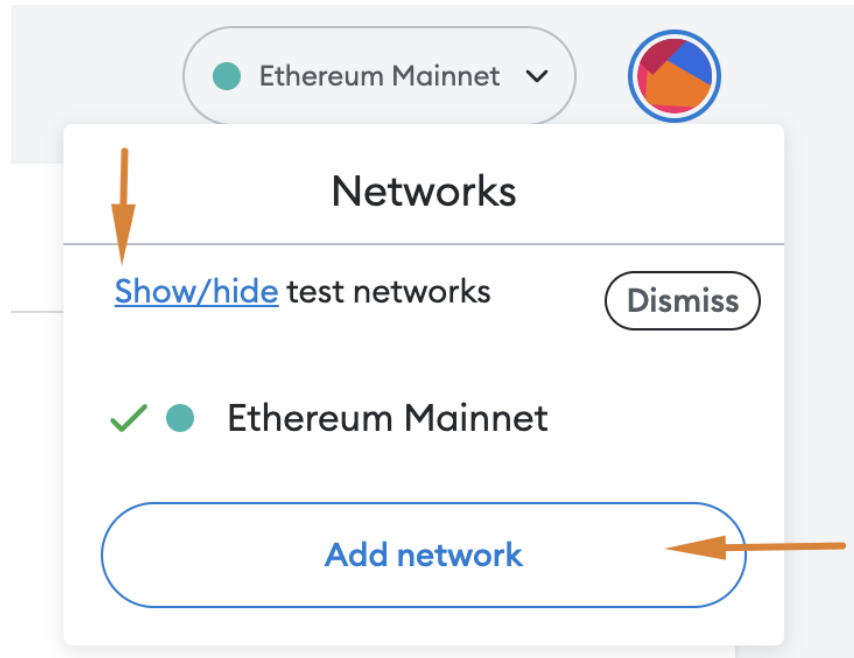 Ethereum Mainnet
Networks
Show/hide test networks
Dismiss
Ethereum Mainnet
Add network